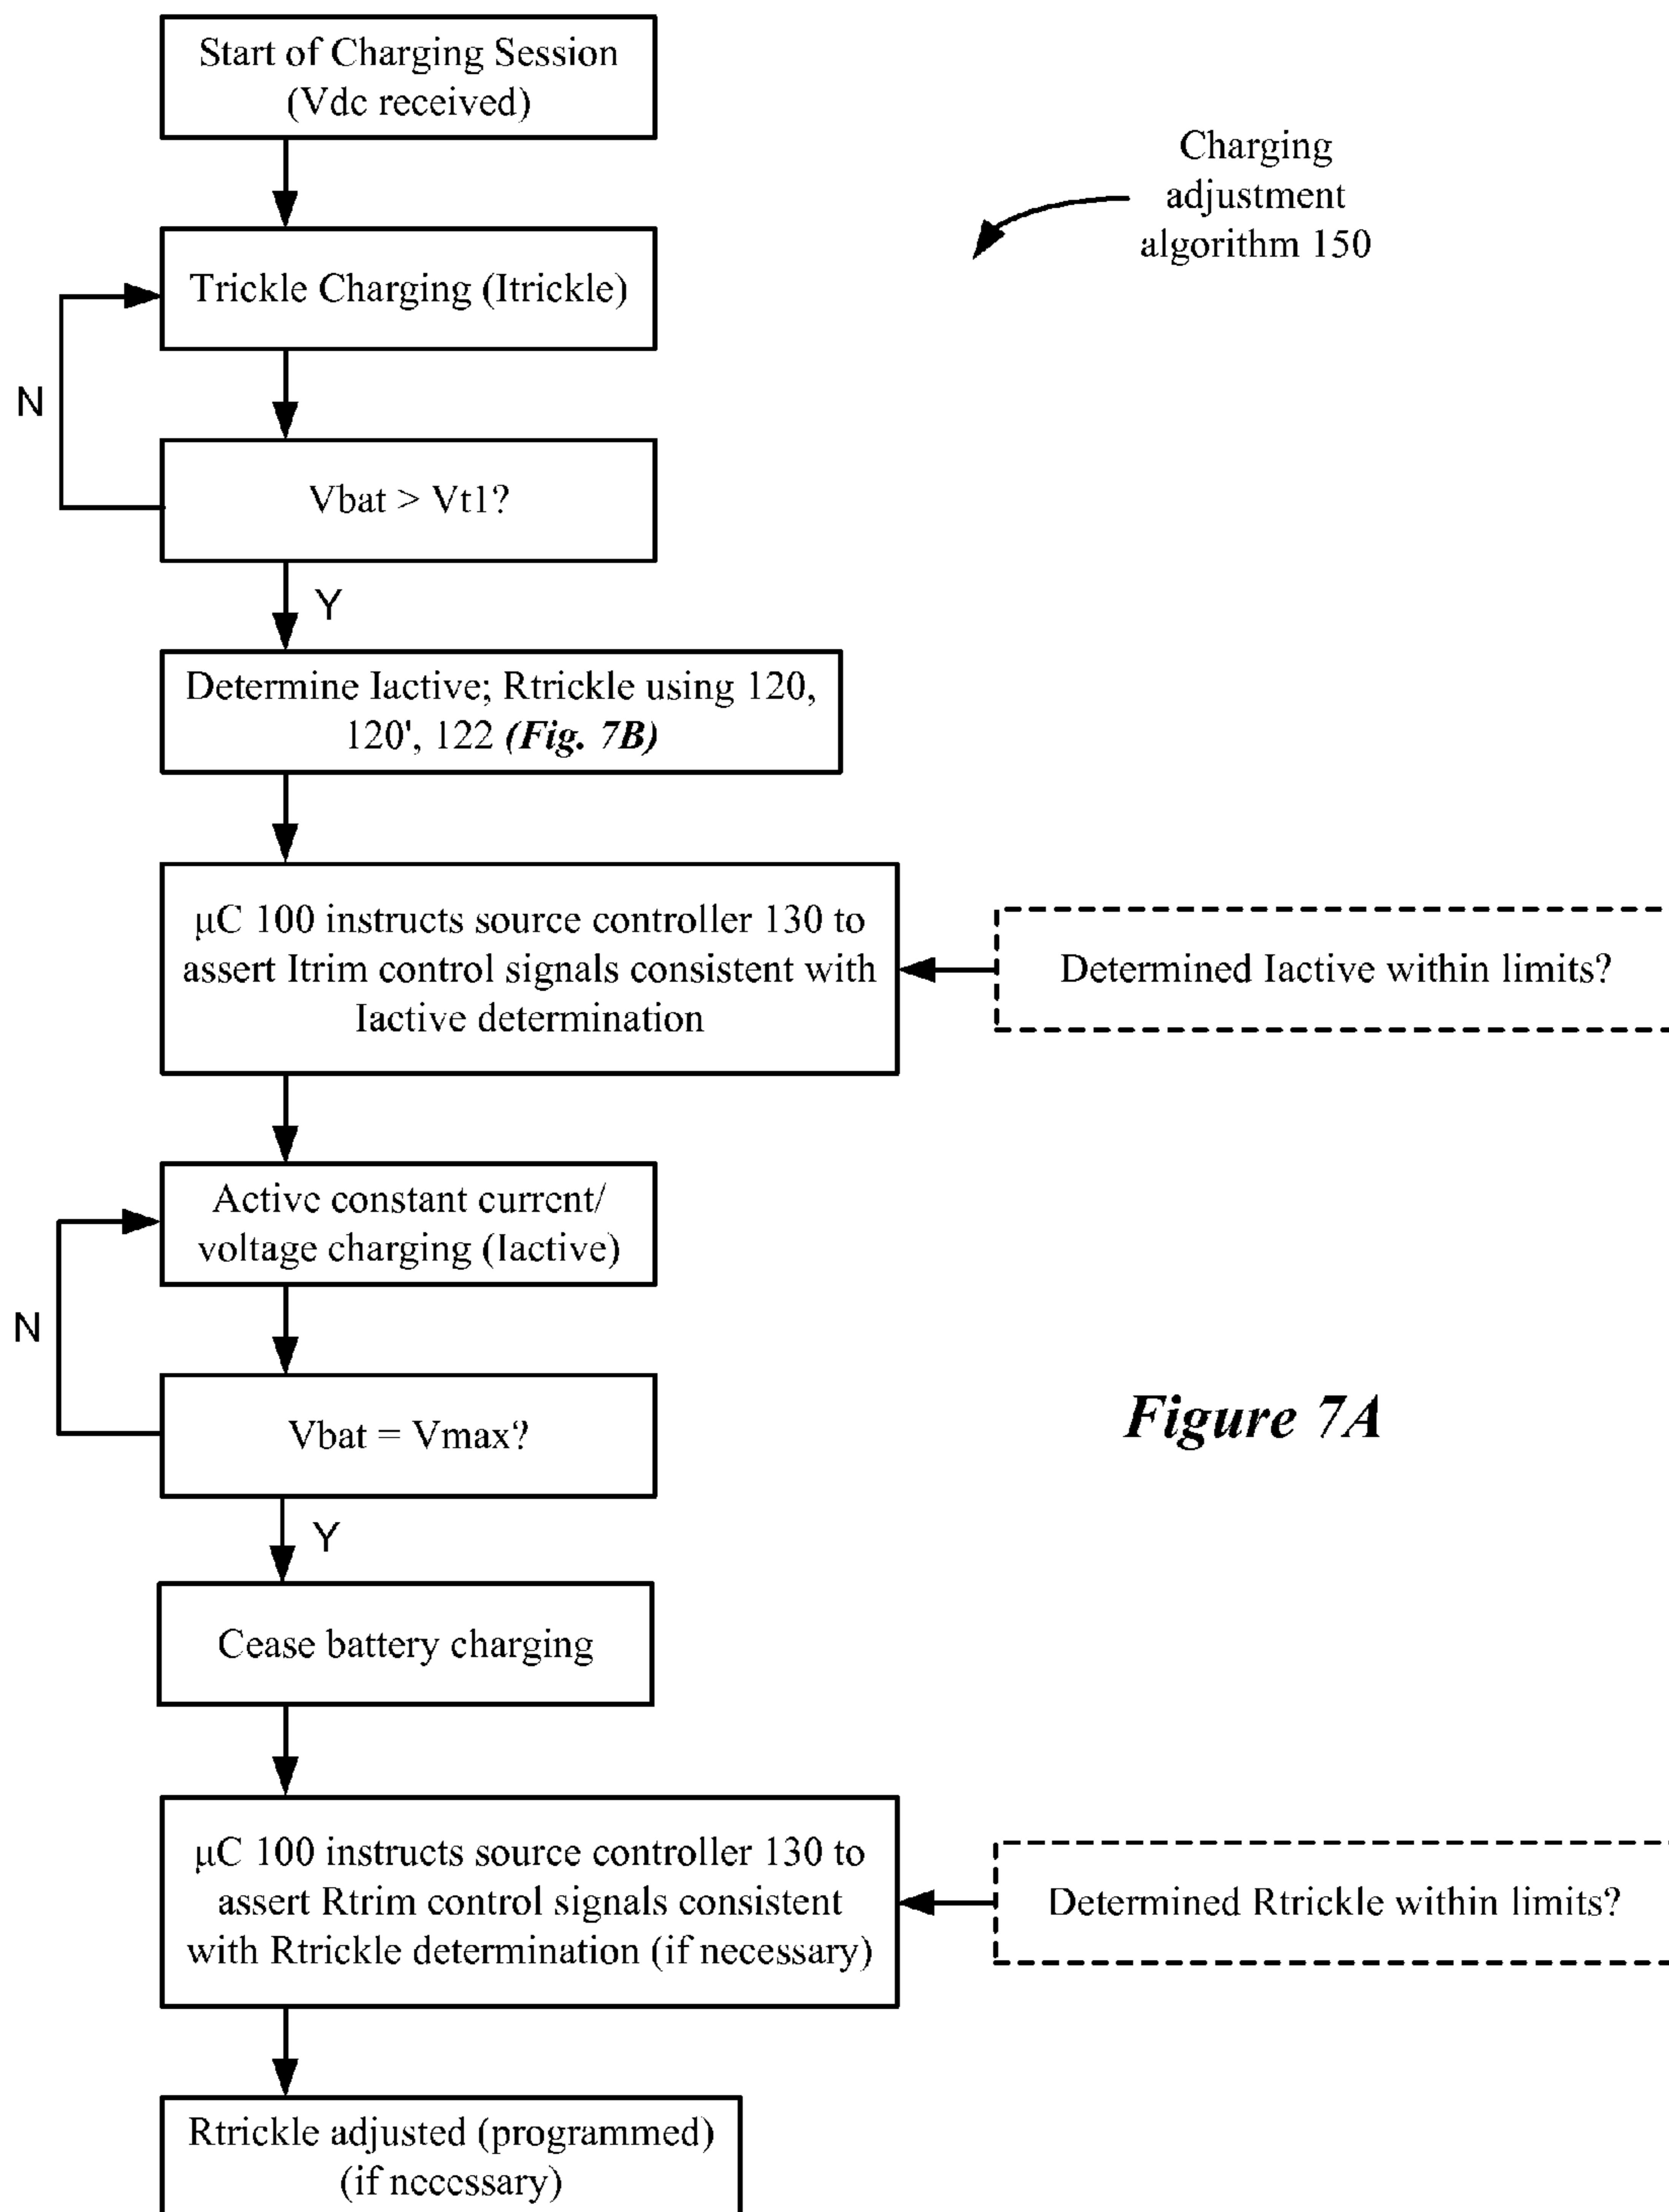 Start of Charging Session
(Vdc received)
Charging
adjustment
algorithm 150
Trickle Charging (Itrickle)
N
Vbat > Vt1?
Y
Determine Iactive; Rtrickle using 120,
120', 122 (Fig. 7B)
µC 100 instructs source controller 130 to
assert Itrim control signals consistent with
Iactive determination
Determined Iactive within limits?
Active constant current/
voltage charging (Iactive)
N
Vbat = Vmax?
Figure 7A
Y
Cease battery charging
µC 100 instructs source controller 130 to
assert Rtrim control signals consistent
with Rtrickle determination (if necessary)
Determined Rtrickle within limits?
Rtrickle adjusted (programmed)
(if necessary)